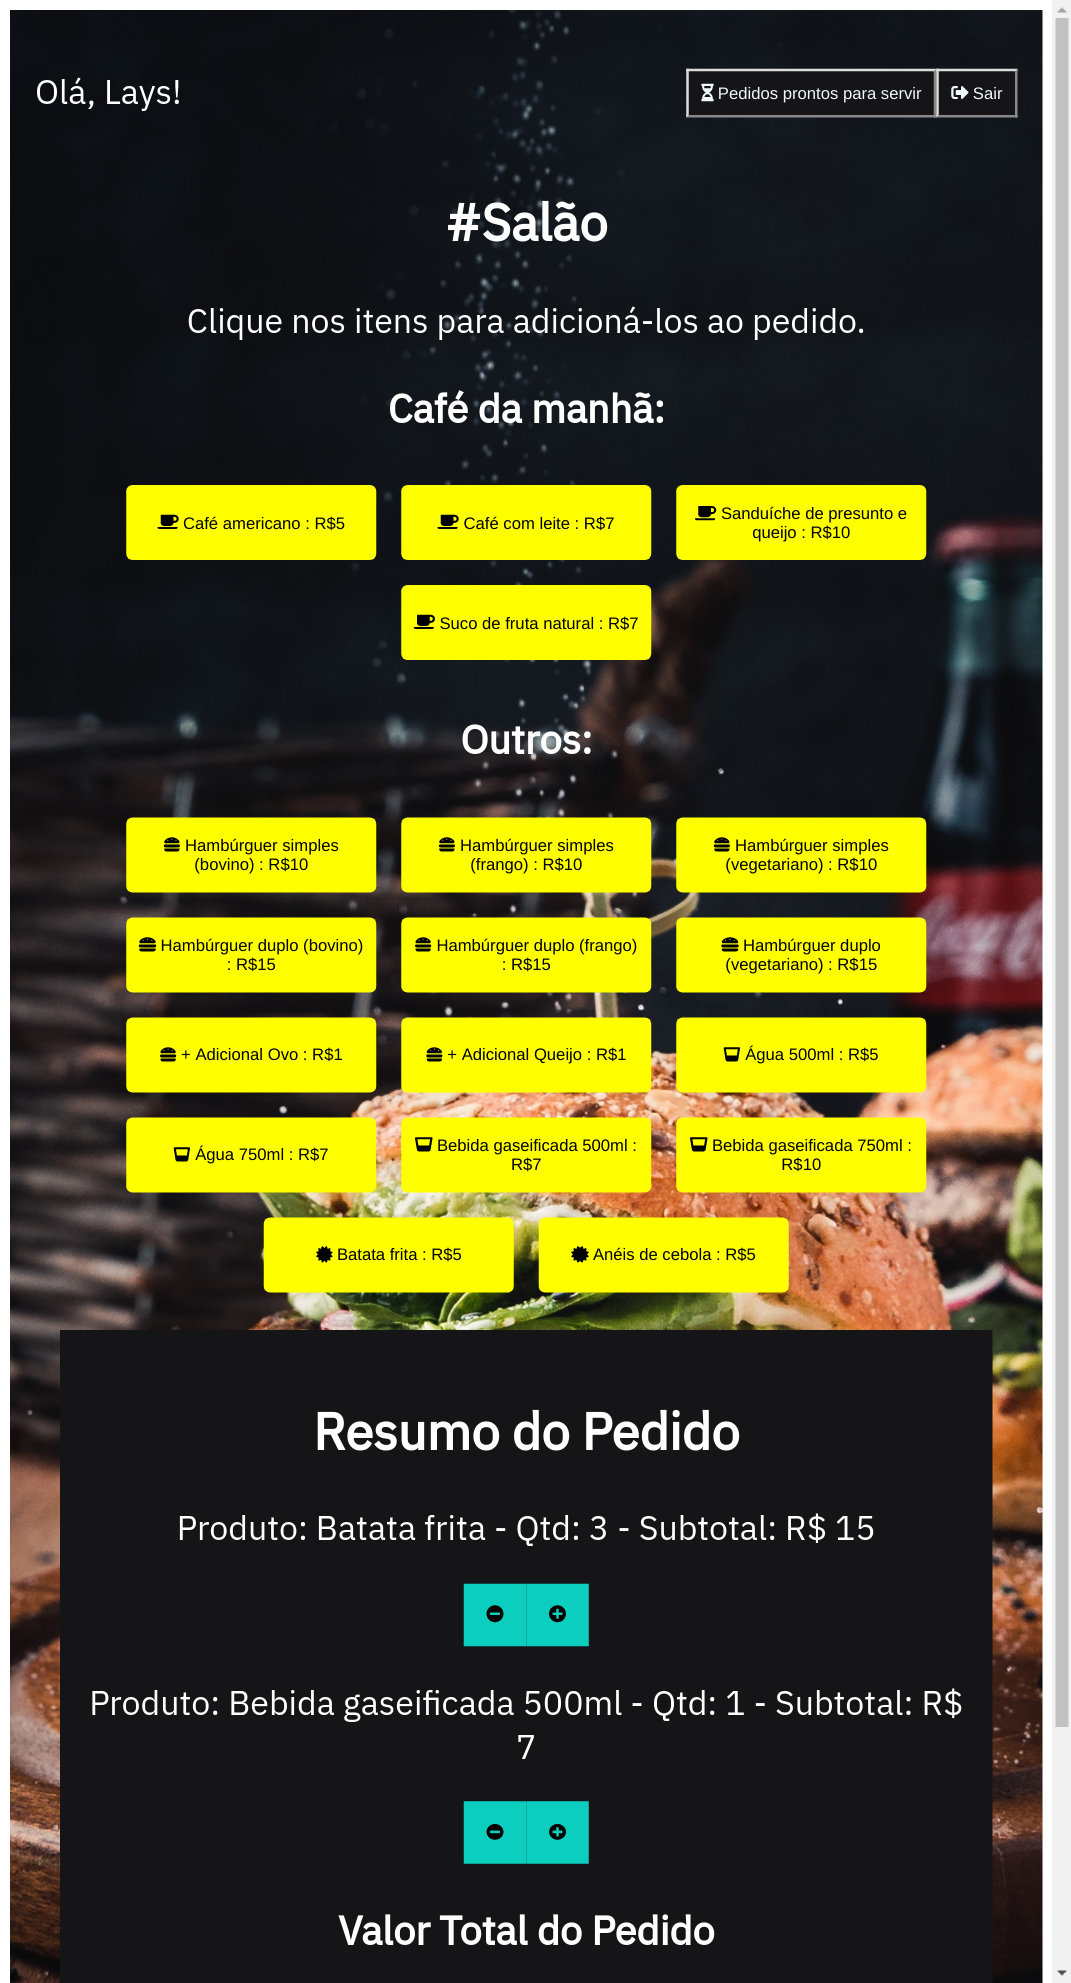 Olá, Lays!
Pedidos prontos para servir
Sair
#Salão
Clique nos itens para adicioná-los ao pedido.
Café da manhã:
Café americano : R$5
Café com leite : R$7
Sanduíche de presunto e
queijo : R$10
Suco de fruta natural : R$7
Outros:
Hambúrguer simples
(bovino) : R$10
Hambúrguer simples
(frango) : R$10
Hambúrguer simples
(vegetariano) : R$10
Hambúrguer duplo (bovino)
: R$15
Hambúrguer duplo (frango)
: R$15
Hambúrguer duplo
(vegetariano) : R$15
+ Adicional Ovo : R$1
+ Adicional Queijo : R$1
Água 500ml : R$5
Água 750ml : R$7
Bebida gaseificada 500ml :
R$7
Bebida gaseificada 750ml :
R$10
Batata frita : R$5
Anéis de cebola : R$5
Resumo do Pedido
Produto: Batata frita - Qtd: 3 - Subtotal: R$ 15
Produto: Bebida gaseificada 500ml - Qtd: 1 - Subtotal: R$
7
Valor Total do Pedido